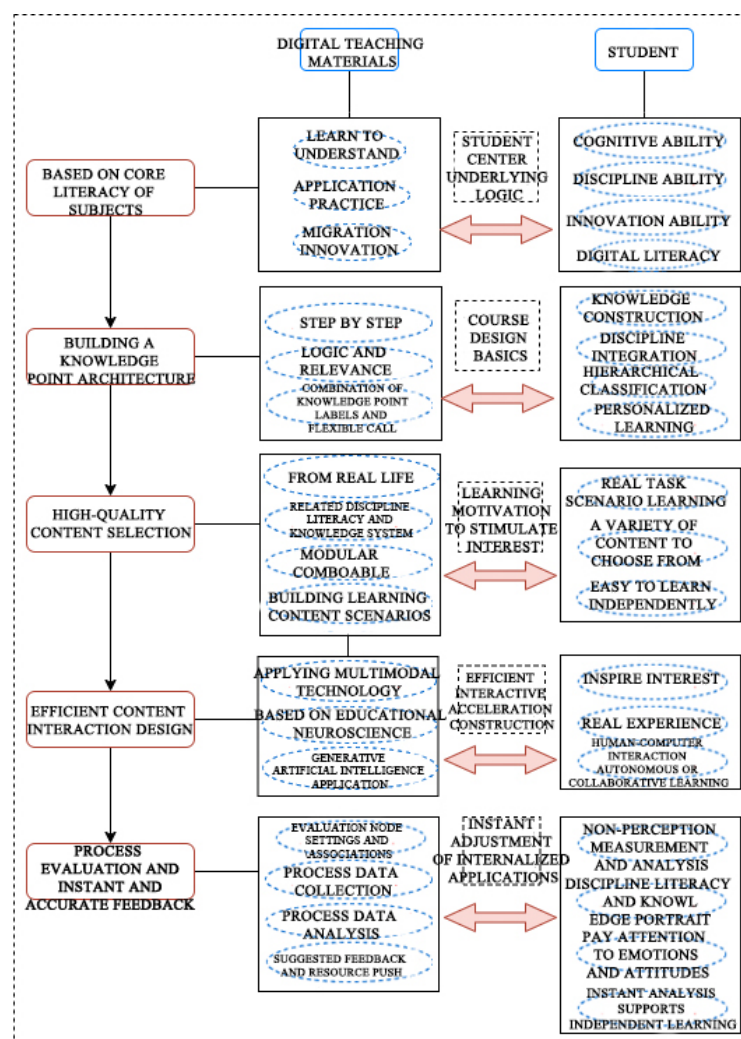 DIGITAL TEACHING
MATERIALS
STUDENT
BASED ON CORE
LITERACY OF
SUBJECTS
LEARN TO
UNDERSTAND
APPLICATION
PRACTICE
MIGRATION
INNOVATION
STUDENT
CENTER
UNDERLYING
LOGIC
COGNITIVE ABILITY
DISCIPLINE ABILITY
INNOVATION ABILITY
DIGITAL LITERACY
BUILDING A
KNOWLEDGE
POINT ARCHITECTURE
STEP BY STEP
LOGIC AND
RELEVANCE
COMBINATION OF
KNOWLEDGE POINT
LABELS AND
FLEXIBLE CALL
COURSE
DESIGN
BASICS
KNOWLEDGE
CONSTRUCTION
DISCIPLINE
INTEGRATION
HIERARCHICAL
CLASSIFICATION
PERSONALIZED
LEARNING
HIGH-QUALITY
CONTENT SELECTION
FROM REAL LIFE
RELATED DISCIPLINE
LITERACY AND
KNOWLEDGE SYSTEM
MODULAR
COMBOABLE
BUILDING LEARNING
CONTENT SCENARIOS
LEARNING
MOTIVATION
TO STIMULATE
INTEREST
REAL TASK
SCENARIO LEARNING
A VARIETY OF
CONTENT TO
CHOOSE FROM
EASY TO LEARN
INDEPENDENTLY
EFFICIENT CONTENT
INTERACTION DESIGN
APPLYING MULTIMODAL
TECHNOLOGY
BASED ON EDUCATIONAL
NEUROSCIENCE
GENERATIVE
ARTIFICIAL INTELLIGENCE
APPLICATION
EFFICIENT
INTERACTIVE
ACCELERATION
CONSTRUCTION
INSPIRE INTEREST
REAL EXPERIENCE
HUMAN-COMPUTER
INTERACTION
AUTONOMOUS OR
COLLABORATIVE LEARNING
PROCESS
EVALUATION AND
INSTANT AND
ACCURATE FEEDBACK
EVALUATION NODE
SETTINGS AND
ASSOCIATIONS
PROCESS DATA
COLLECTION
PROCESS DATA
ANALYSIS
SUGGESTED FEEDBACK
AND RESOURCE PUSH
INSTANT
ADJUSTMENT
OF INTERNALIZED
APPLICATIONS
NON-PERCEPTION
MEASUREMENT
AND ANALYSIS
DISCIPLINE LITERACY
AND KNOWL
EDGE PORTRAIT
PAY ATTENTION
TO EMOTIONS
AND ATTITUDES
INSTANT ANALYSIS
SUPPORTS
INDEPENDENT LEARNING